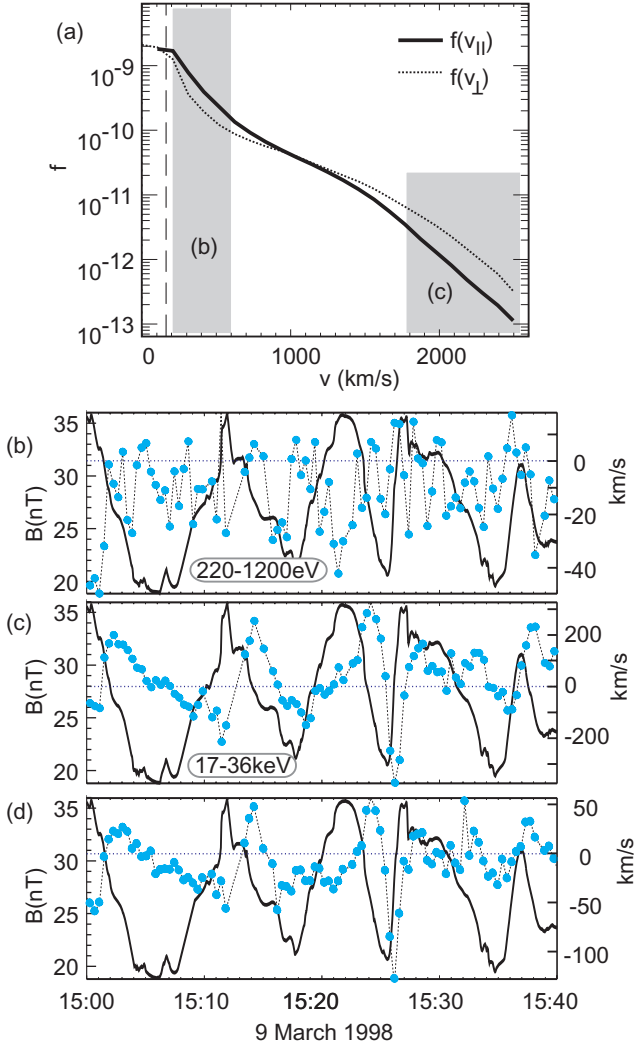 (a)
f(v||)
f(v⊥)
10-9
10-10
10-11
10-12
10-13
f
(b)
(c)
0 1000 2000
v (km/s)
(b)
35
30
25
20
B(nT)
220-1200eV
0
-20
-40
km/s
(c)
35
30
25
20
B(nT)
17-36keV
200
0
-200
km/s
(d)
35
30
25
20
B(nT)
50
0
-50
-100
km/s
15:00 15:10 15:20 15:30 15:40
9 March 1998